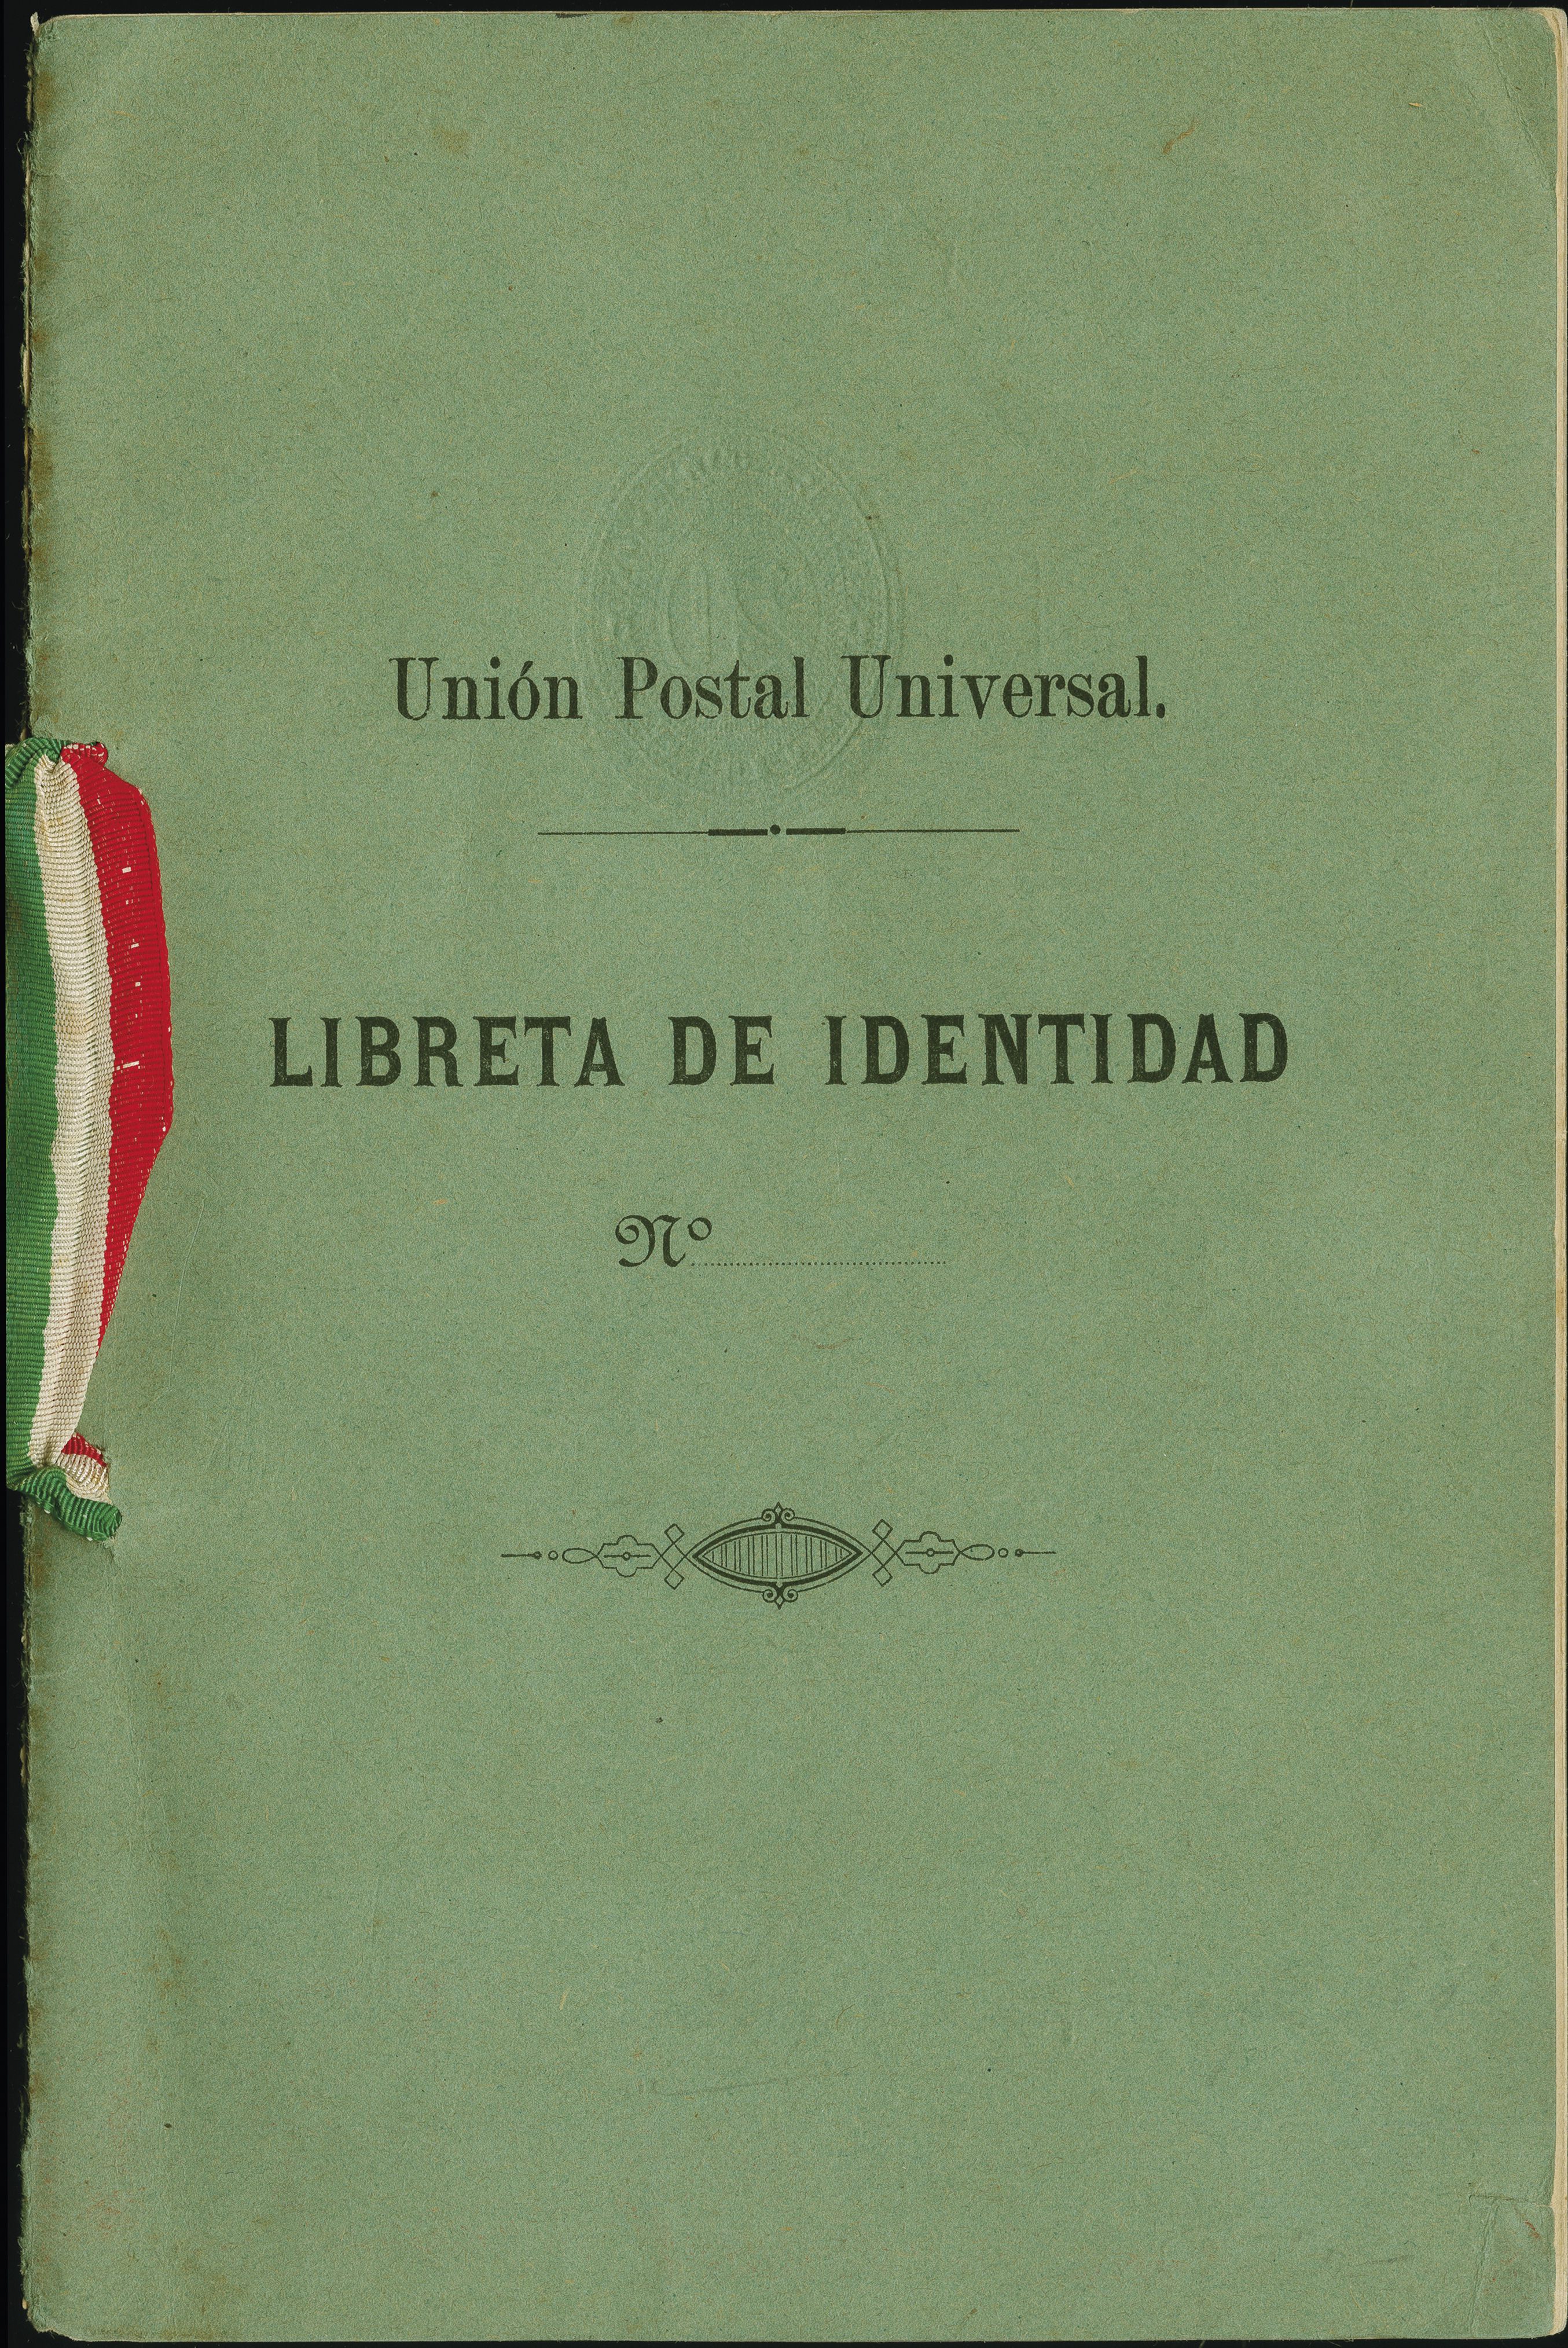 Unión Postal Universal.
LIBRETA DE IDENTIDAD
Nº